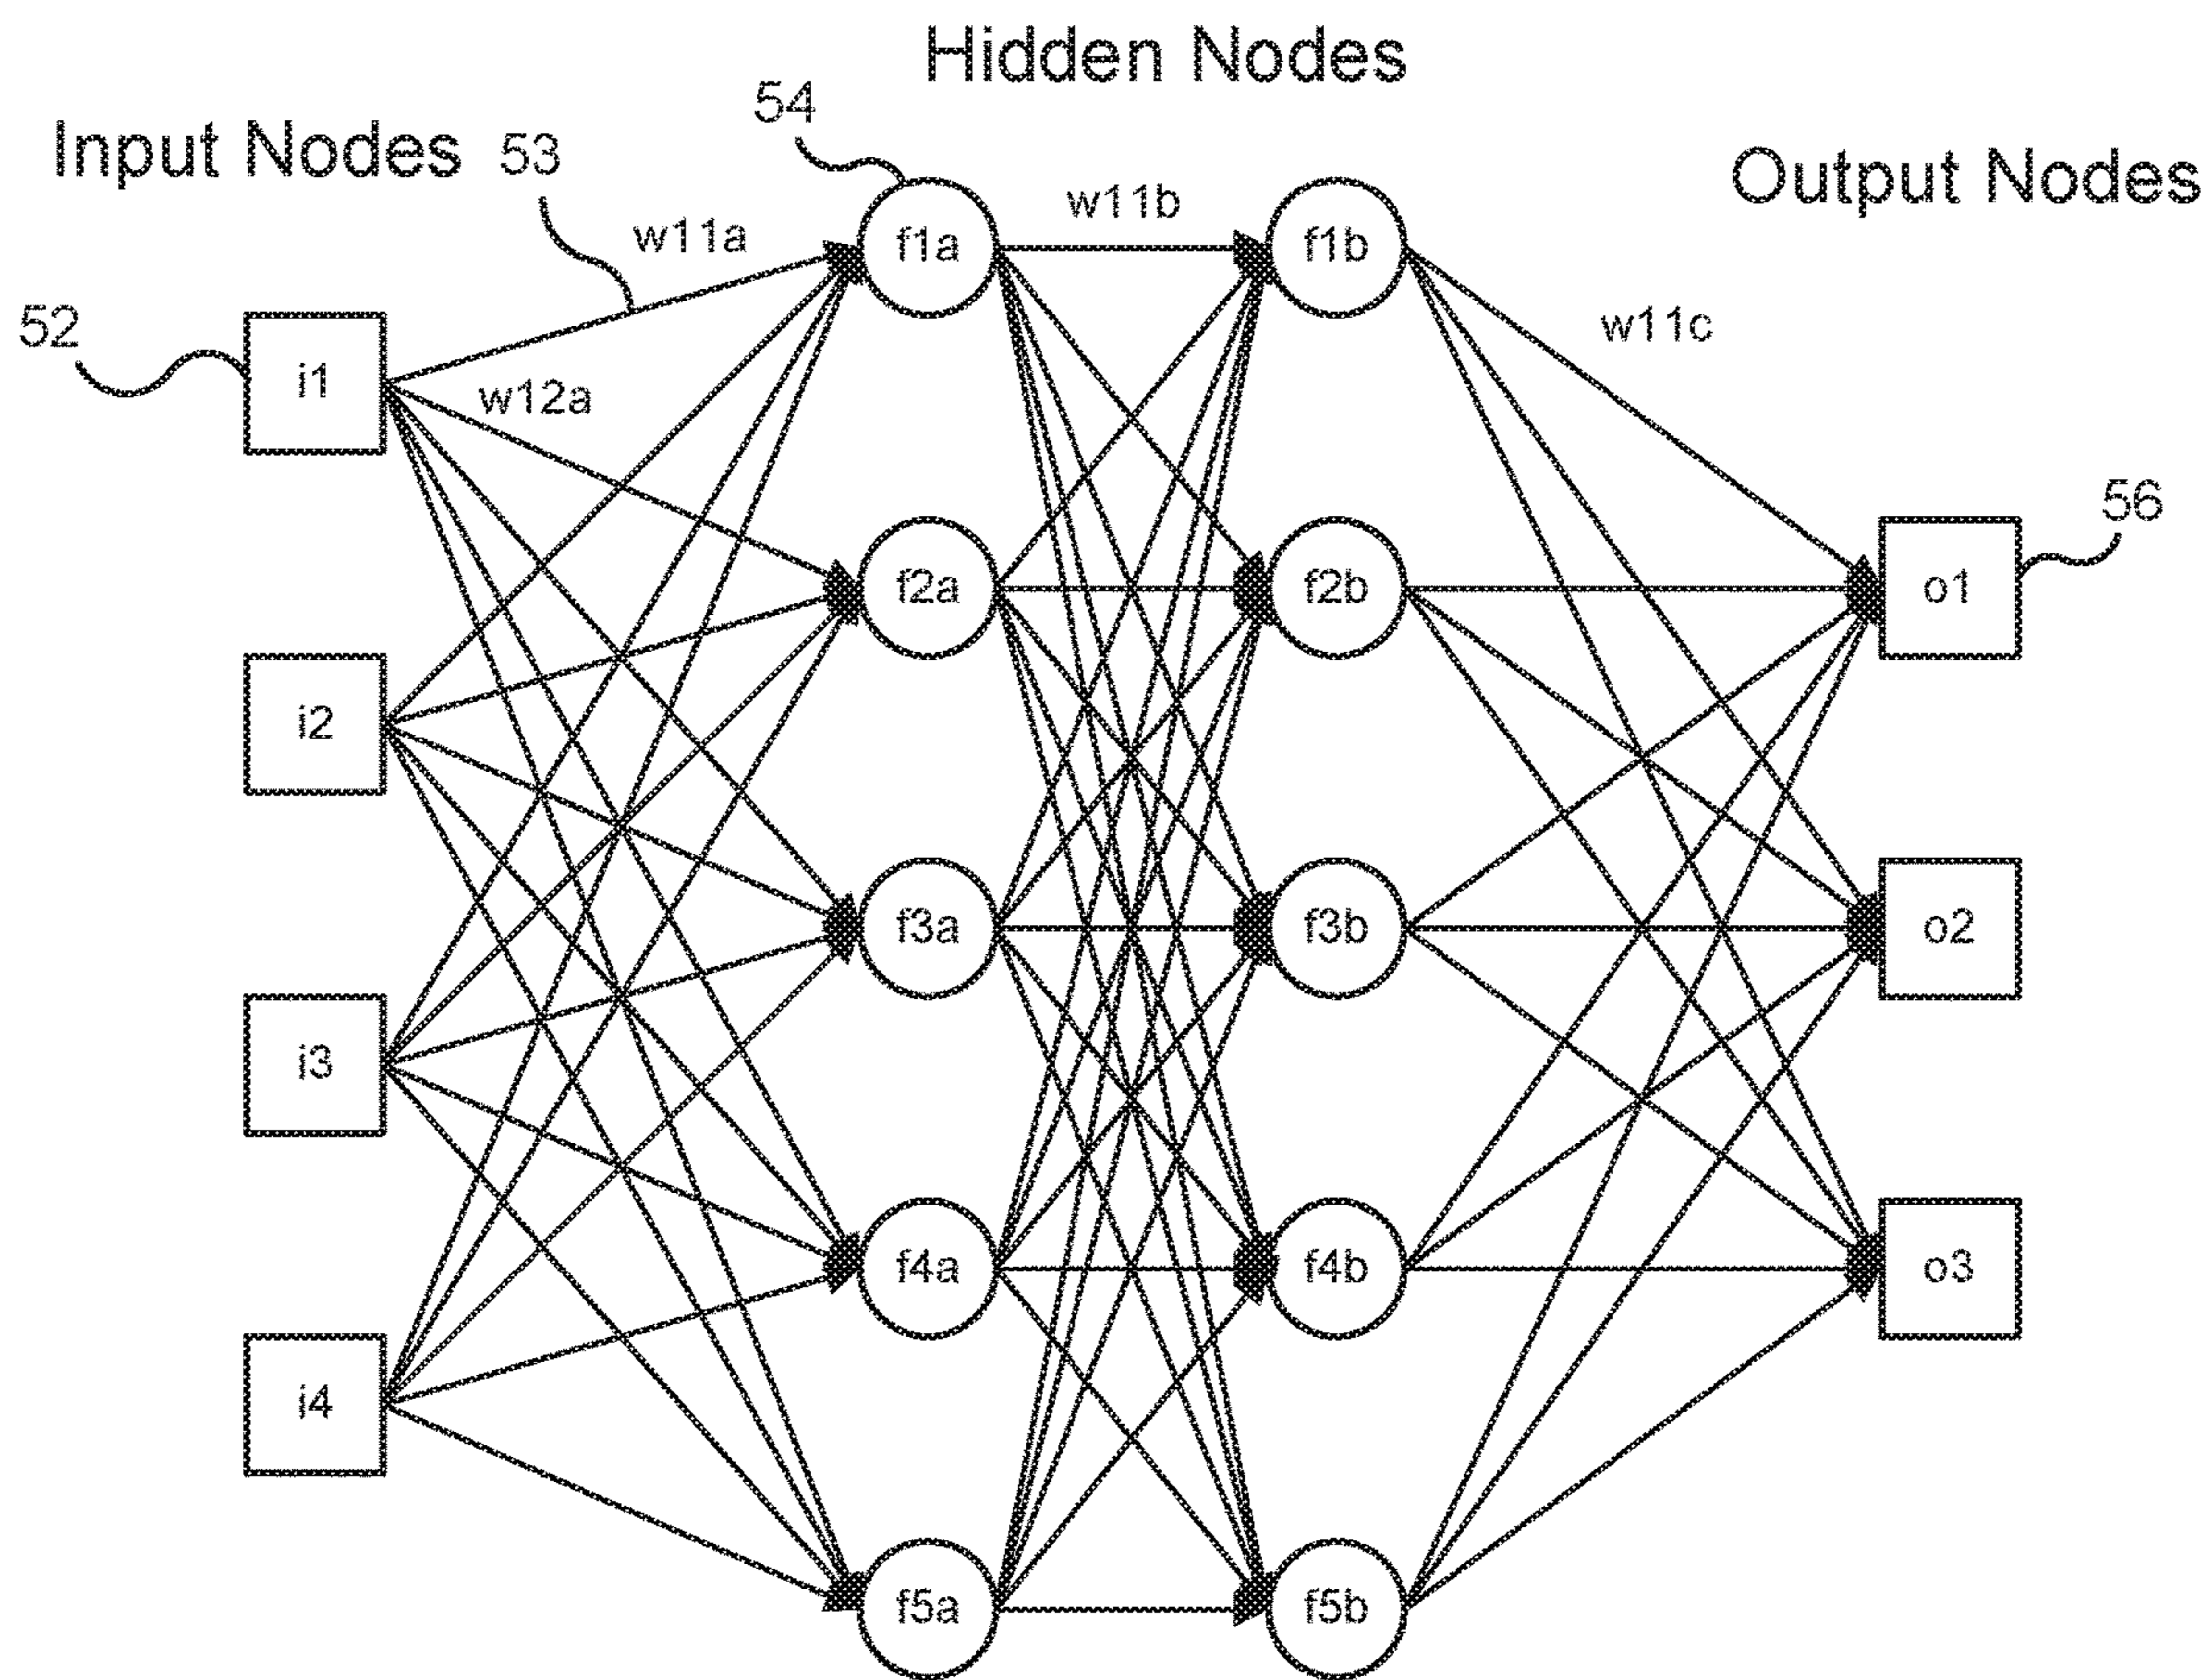 Hidden Nodes
54
Input Nodes
53
Output Nodes
w11a
w11b
f1a
f1b
52
w11c
i1
w12a
56
f2a
f2b
o1
i2
f3a
f3b
o2
i3
f4a
f4b
o3
i4
f5a
f5b